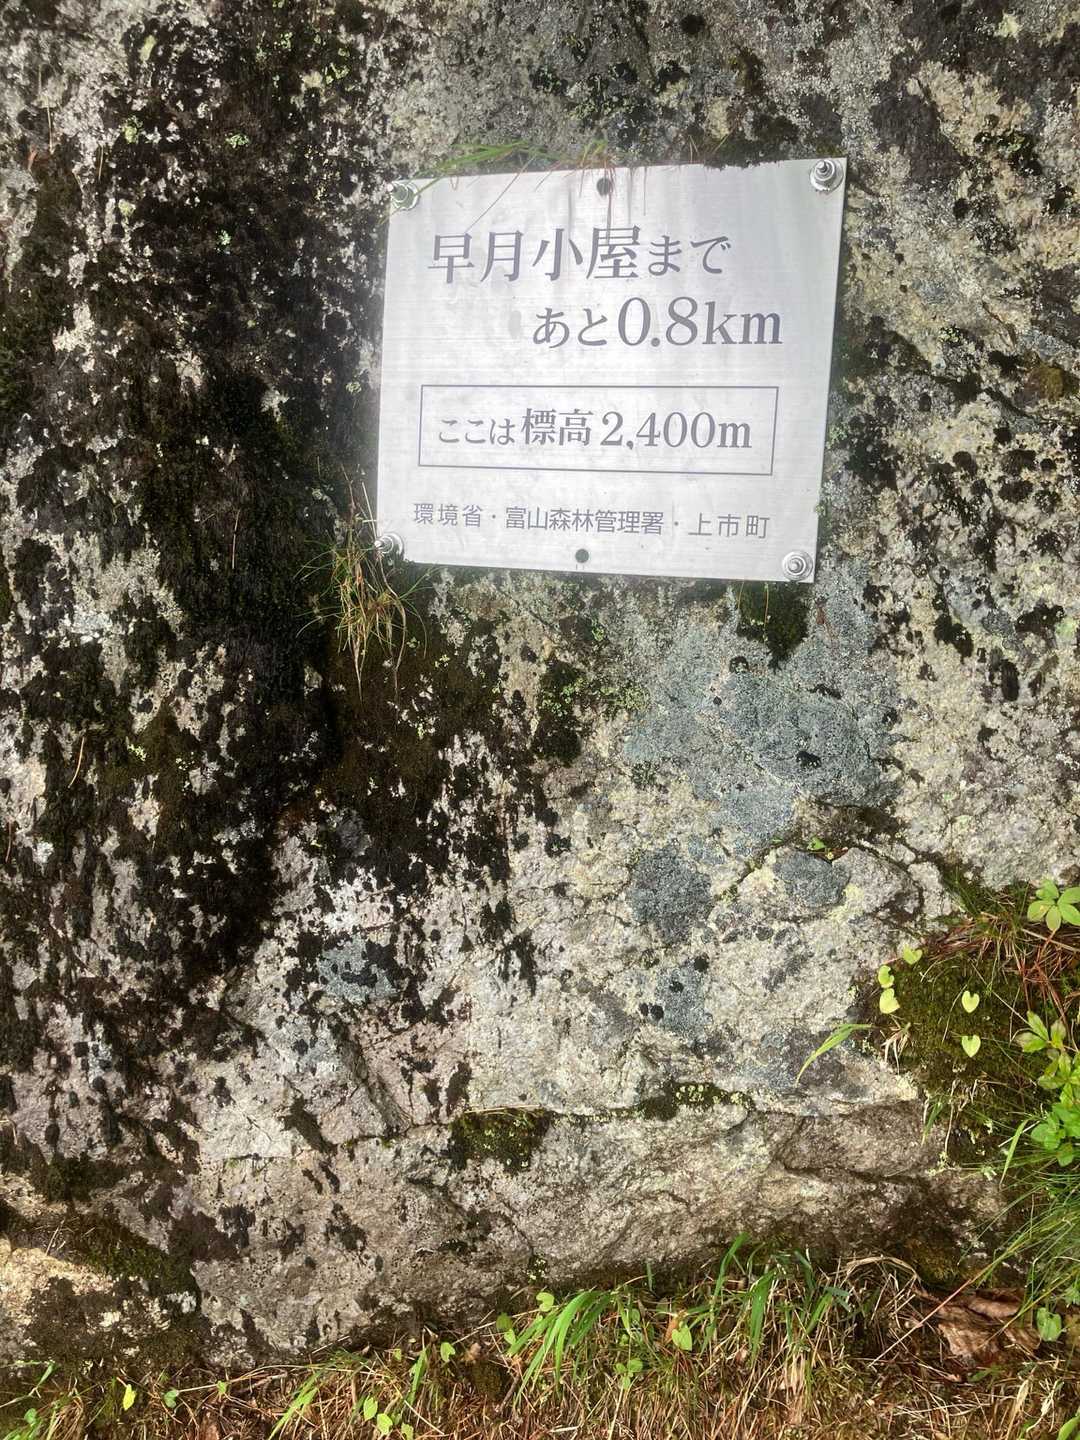 早月小屋まで
あと0.8km
ここは標高2,400m
環境省・富山森林管理署・上市町